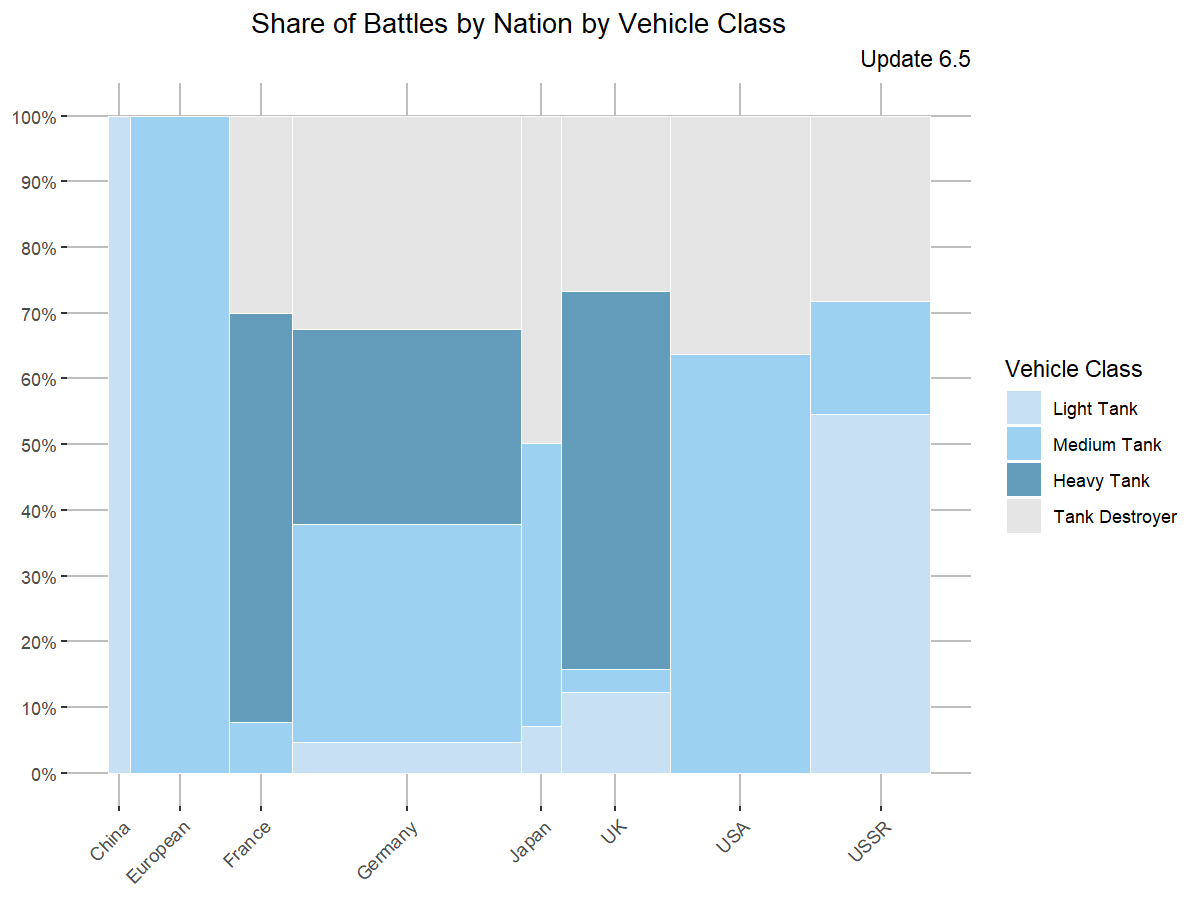 Share of Battles by Nation by Vehicle Class
Update 6.5
100%
90%
80%
70%
60%
50%
40%
30%
20%
10%
0%
China
European
France
Germany
Japan
UK
USA
USSR
Vehicle Class
Light Tank
Medium Tank
Heavy Tank
Tank Destroyer